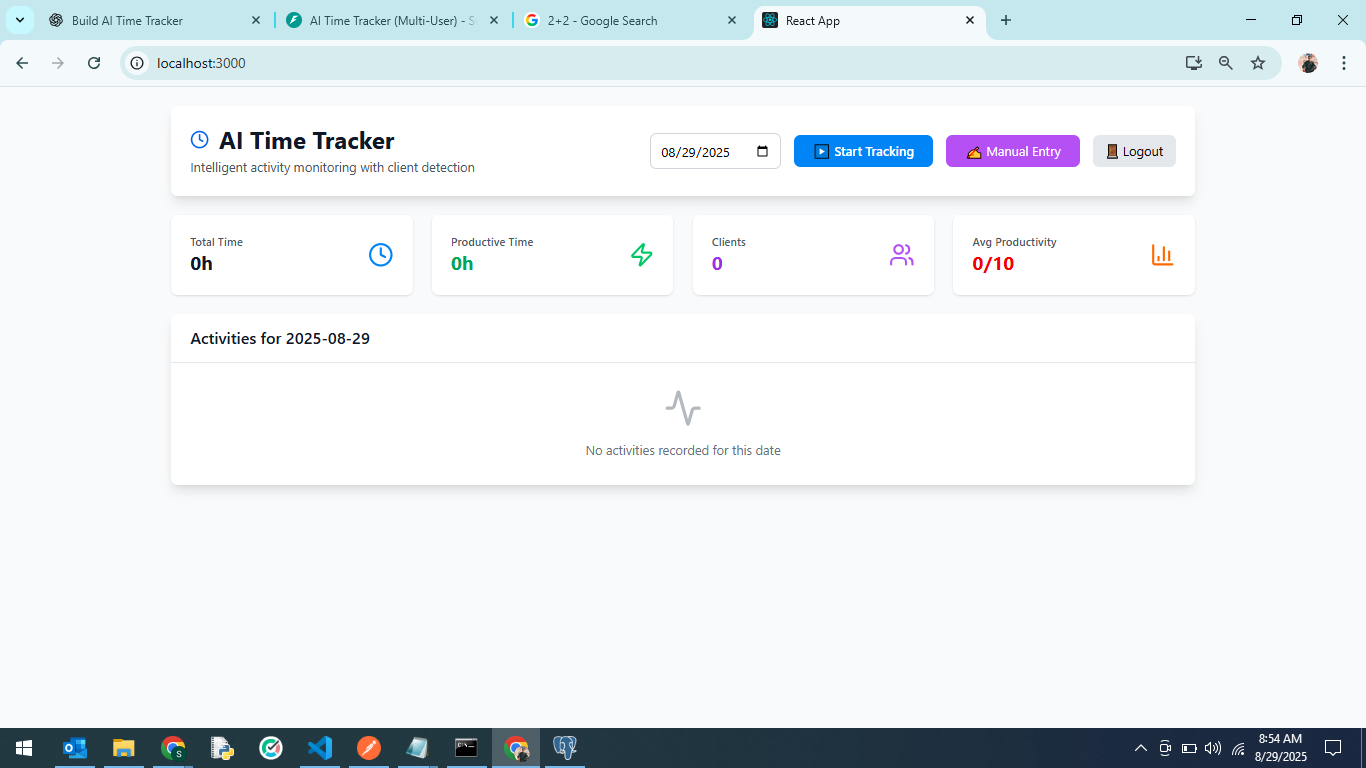 Build AI Time Tracker
AI Time Tracker (Multi-User) - S
2+2 - Google Search
React App
localhost:3000
AI Time Tracker
Intelligent activity monitoring with client detection
08/29/2025
Start Tracking
Manual Entry
Logout
Total Time
0h
Productive Time
0h
Clients
0
Avg Productivity
0/10
Activities for 2025-08-29
No activities recorded for this date
8:54 AM
8/29/2025